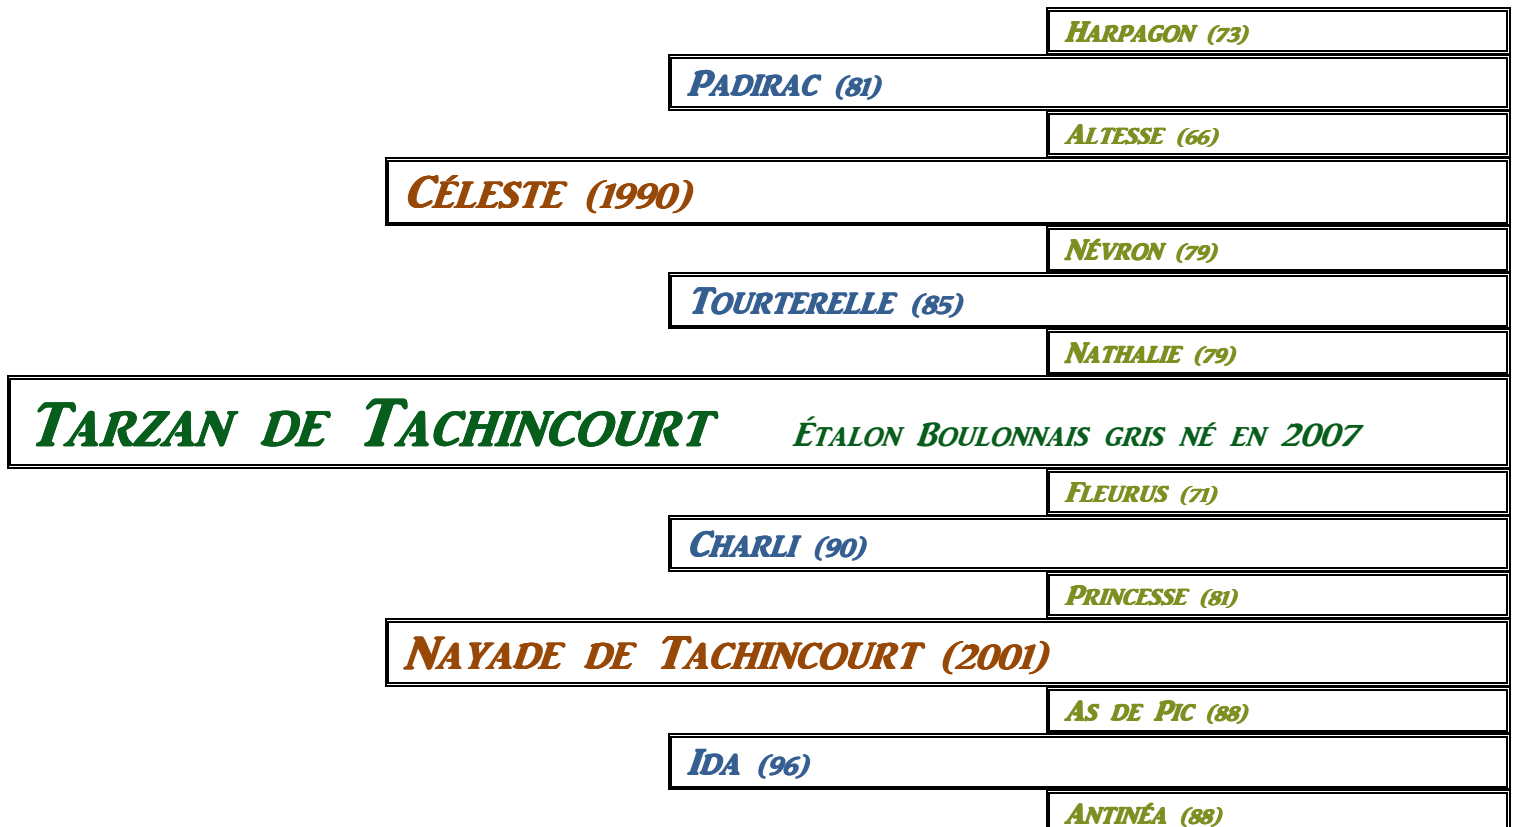 Harpagon (73)
Padirac (81)
Altesse (66)
Céleste (1990)
Névron (79)
Tourterelle (85)
Nathalie (79)
Tarzan de Tachincourt Étalon Boulonnais gris né en 2007
Fleurus (71)
Charli (90)
Princesse (81)
Nayade de Tachincourt (2001)
As de Pic (88)
Ida (96)
Antinéa (88)